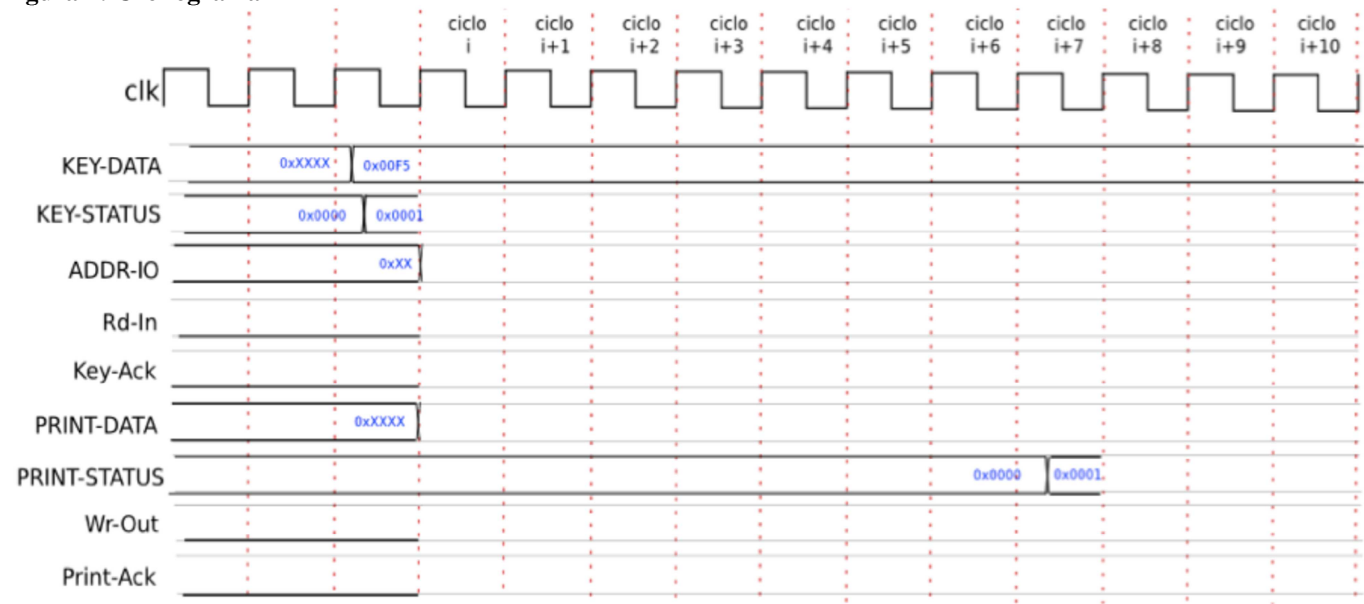 ciclo i
ciclo i+1
ciclo i+2
ciclo i+3
ciclo i+4
ciclo i+5
ciclo i+6
ciclo i+7
ciclo i+8
ciclo i+9
ciclo i+10
clk
KEY-DATA 0xXXXX 0x00F5
KEY-STATUS 0x0000 0x0001
ADDR-IO 0xXX
Rd-In
Key-Ack
PRINT-DATA 0xXXXX
PRINT-STATUS 0x0000 0x0001
Wr-Out
Print-Ack